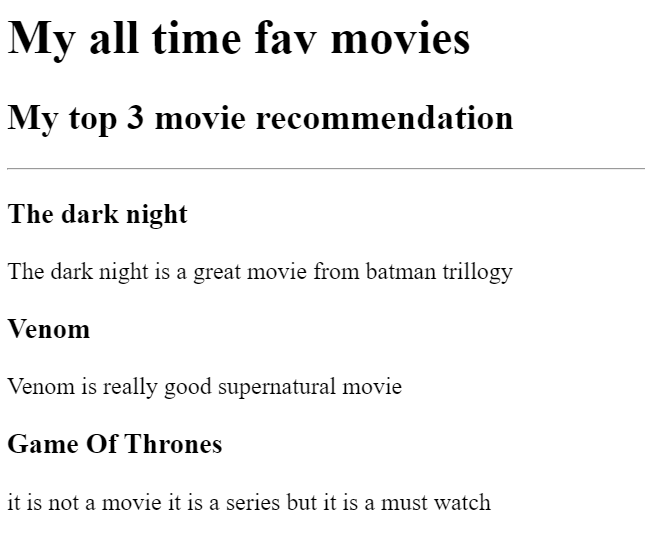 My all time fav movies
My top 3 movie recommendation
The dark night
The dark night is a great movie from batman trillogy
Venom
Venom is really good supernatural movie
Game Of Thrones
it is not a movie it is a series but it is a must watch